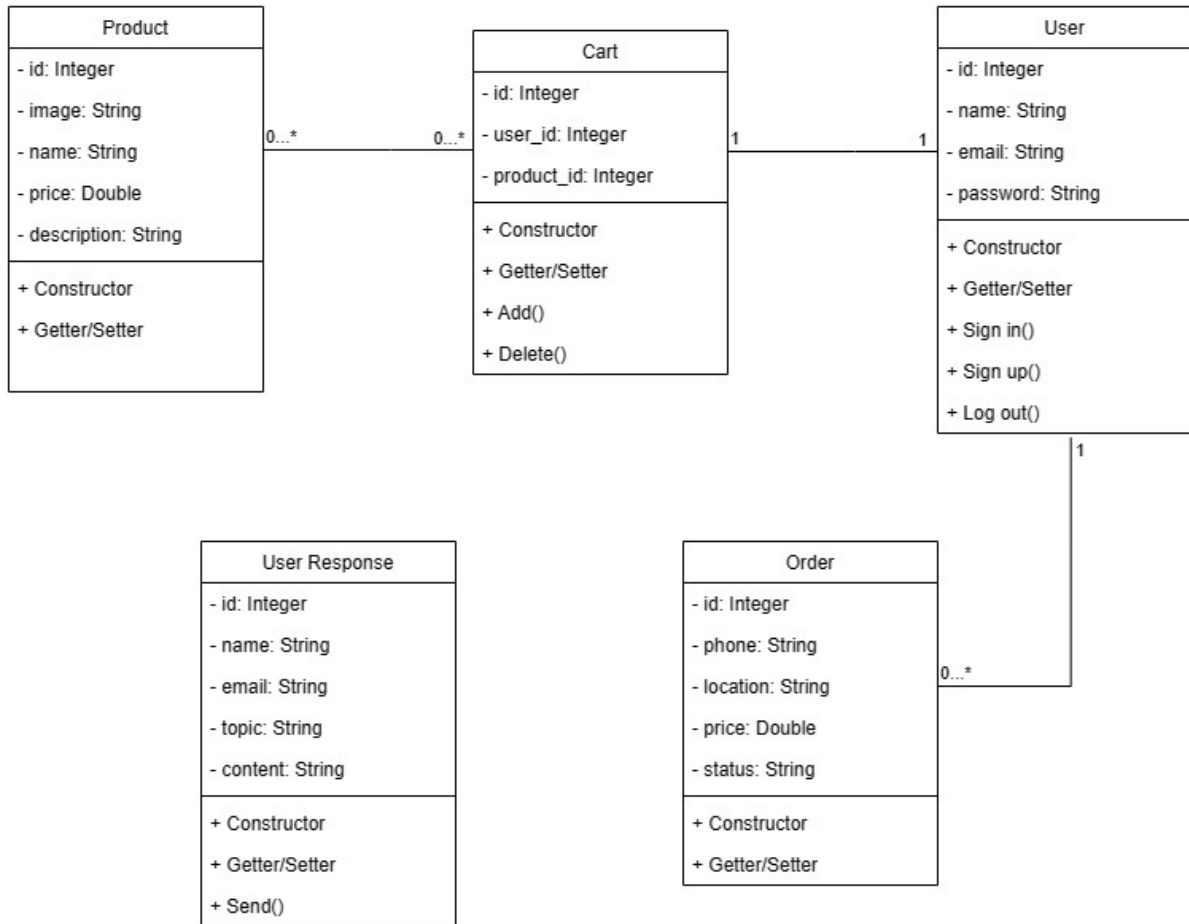 Product
- id: Integer
- image: String
- name: String
- price: Double
- description: String
+ Constructor
+ Getter/Setter
0...*
0...*
Cart
- id: Integer
- user_id: Integer
- product_id: Integer
+ Constructor
+ Getter/Setter
+ Add()
+ Delete()
1
1
User
- id: Integer
- name: String
- email: String
- password: String
+ Constructor
+ Getter/Setter
+ Sign in()
+ Sign up()
+ Log out()
1
User Response
- id: Integer
- name: String
- email: String
- topic: String
- content: String
+ Constructor
+ Getter/Setter
+ Send()
Order
- id: Integer
- phone: String
- location: String
- price: Double
- status: String
+ Constructor
+ Getter/Setter
0...*